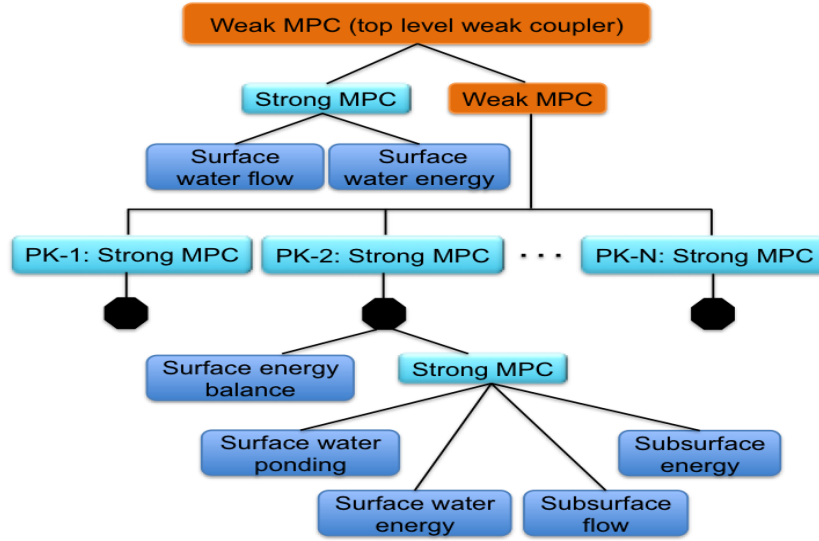 Weak MPC (top level weak coupler)
Strong MPC
Weak MPC
Surface
water flow
Surface
water energy
PK-1: Strong MPC
PK-2: Strong MPC
. . .
PK-N: Strong MPC
Surface energy
balance
Strong MPC
Surface water
ponding
Subsurface
energy
Surface water
energy
Subsurface
flow